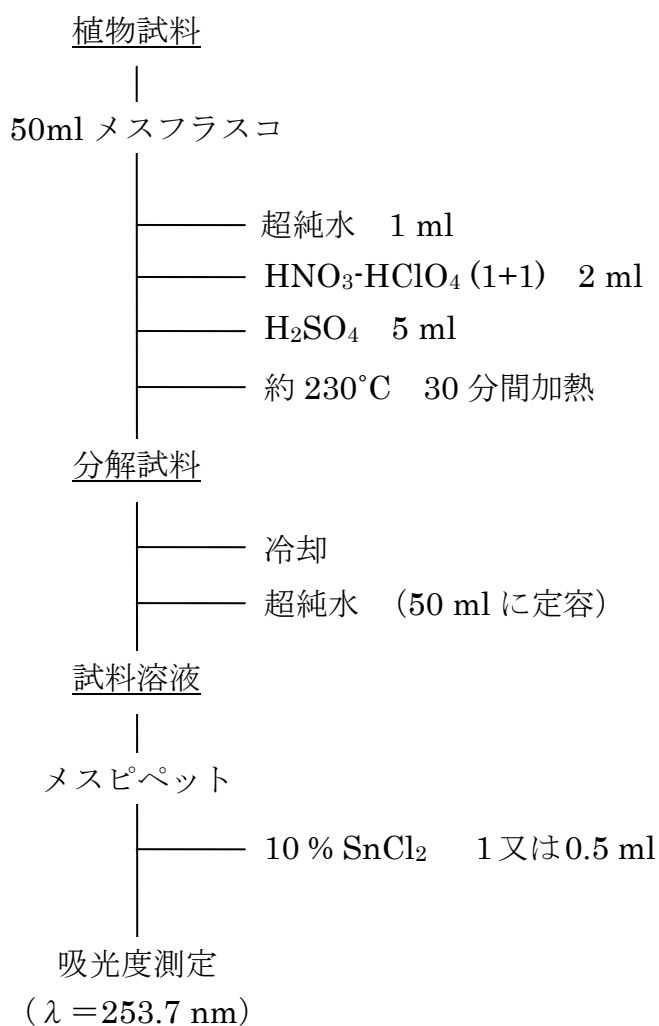 植物試料
50ml メスフラスコ
超純水 1 ml
HNO₃-HClO₄ (1+1) 2 ml
H₂SO₄ 5 ml
約 230°C 30 分間加熱
分解試料
冷却
超純水 (50 ml に定容)
試料溶液
メスピペット
10 % SnCl₂ 1又は0.5 ml
吸光度測定
(λ=253.7 nm)